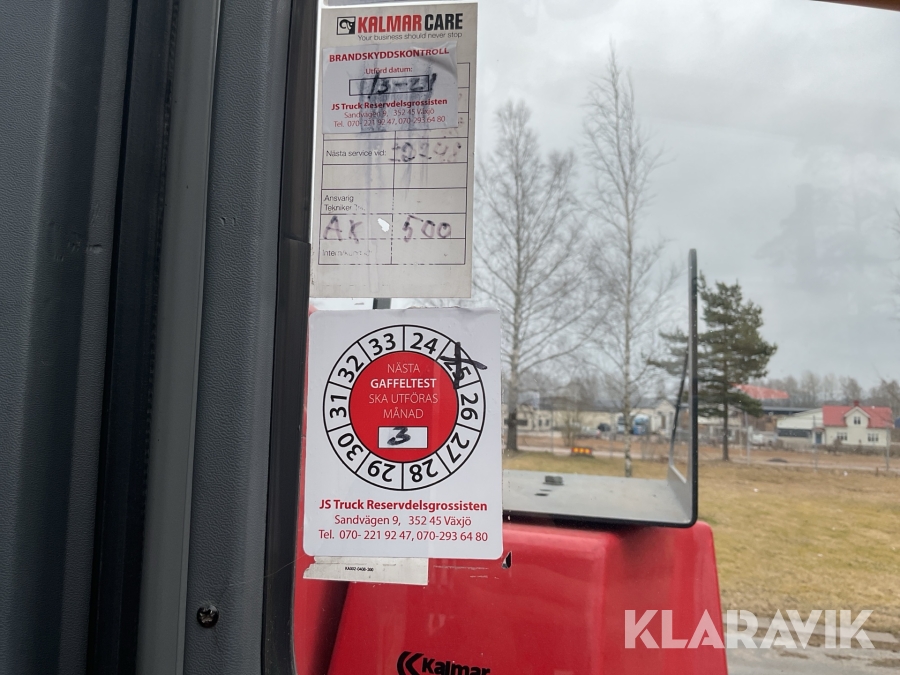 KALMAR CARE
Your business should never stop
BRANDSKYDDSKONTROLL
Utförd datum:
JS Truck Reservdelsgrossisten
Sandvägen 9, 352 45 Växjö
Tel. 070- 221 92 47, 070-293 64 80
Nästa service vid:
Ansvarig
Tekniker
AK 500
24 25 26 27 28 29 30 31 32 33
NÄSTA
GAFFELTEST
SKA UTFÖRAS
MÅNAD
3
JS Truck Reservdelsgrossisten
Sandvägen 9, 352 45 Växjö
Tel. 070- 221 92 47, 070-293 64 80
Kalmar
KLARAVIK